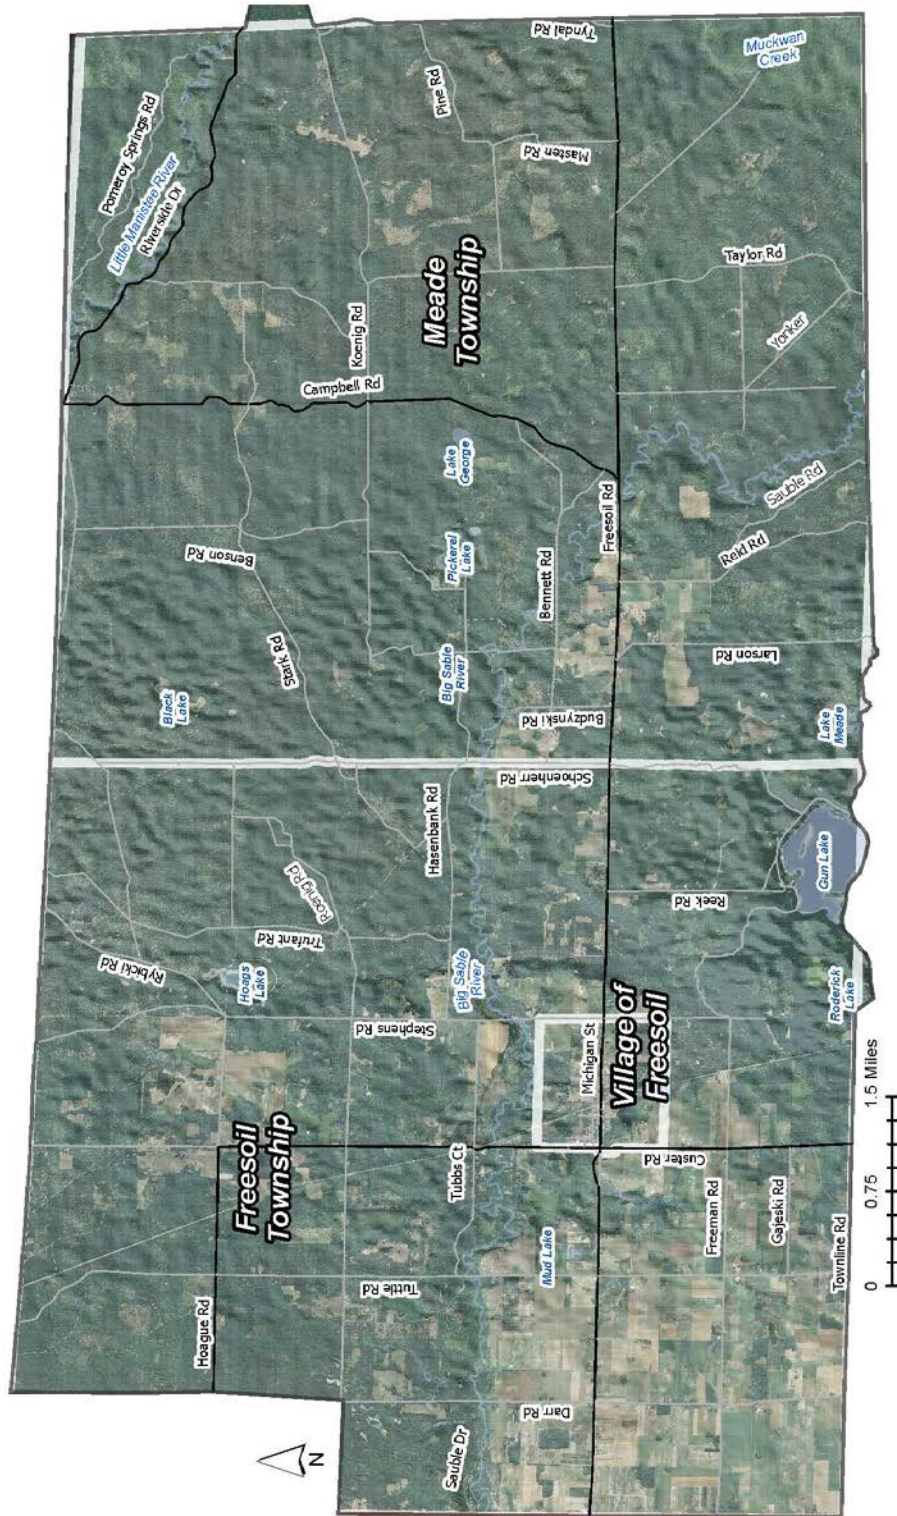 Pomeroy Springs Rd
Little Manistee River
Riverside Dr
Black
Lake
Rybicki Rd
Hoague Rd
Benson Rd
Stark Rd
Hoags
Lake
Trufant Rd
Roenig Rd
Freesoil
Township
Koenig Rd
Campbell Rd
Tuttle Rd
Stephens Rd
N
Hasenbank Rd
Meade
Township
Pine Rd
Lake
George
Pickerel
Lake
Big Sable
River
Big Sable
River
Tubbs Ct
Sauble Dr
Darr Rd
Mud Lake
Schoenherr Rd
Budzynski Rd
Bennett Rd
Masten Rd
Tyndal Rd
Michigan St
Freesoil Rd
Village of
Freesoil
Custer Rd
Reek Rd
Larson Rd
Reid Rd
Sauble Rd
Taylor Rd
Yonker
Muckwan
Creek
Freeman Rd
Gajeski Rd
Townline Rd
Roderick
Lake
Gun Lake
Lake
Meade
0
0.75
1.5 Miles